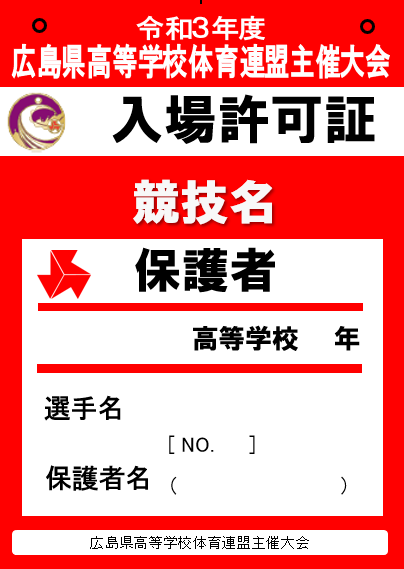 令和3年度
広島県高等学校体育連盟主催大会
入場許可証
競技名
保護者
高等学校　年
選手名
[ NO.　]
保護者名（　）
広島県高等学校体育連盟主催大会